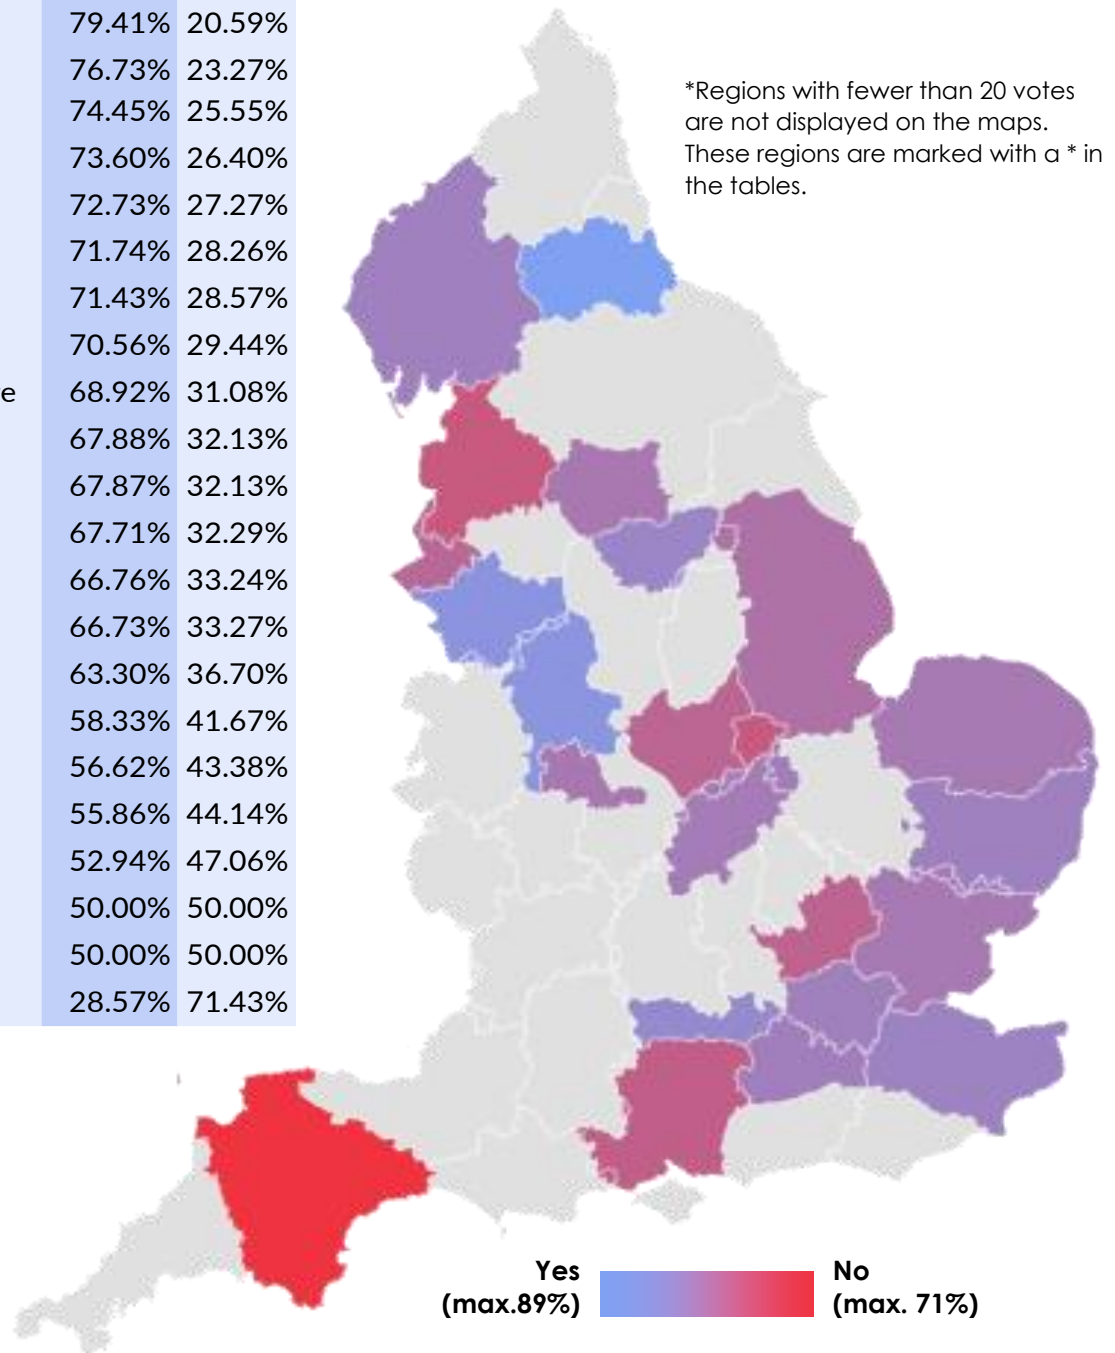 79.41% 20.59%
76.73% 23.27%
74.45% 25.55%
73.60% 26.40%
72.73% 27.27%
71.74% 28.26%
71.43% 28.57%
70.56% 29.44%
e 68.92% 31.08%
67.88% 32.13%
67.87% 32.13%
67.71% 32.29%
66.76% 33.24%
66.73% 33.27%
63.30% 36.70%
58.33% 41.67%
56.62% 43.38%
55.86% 44.14%
52.94% 47.06%
50.00% 50.00%
50.00% 50.00%
28.57% 71.43%
*Regions with fewer than 20 votes
are not displayed on the maps.
These regions are marked with a * in
the tables.
Yes
(max.89%)
No
(max. 71%)